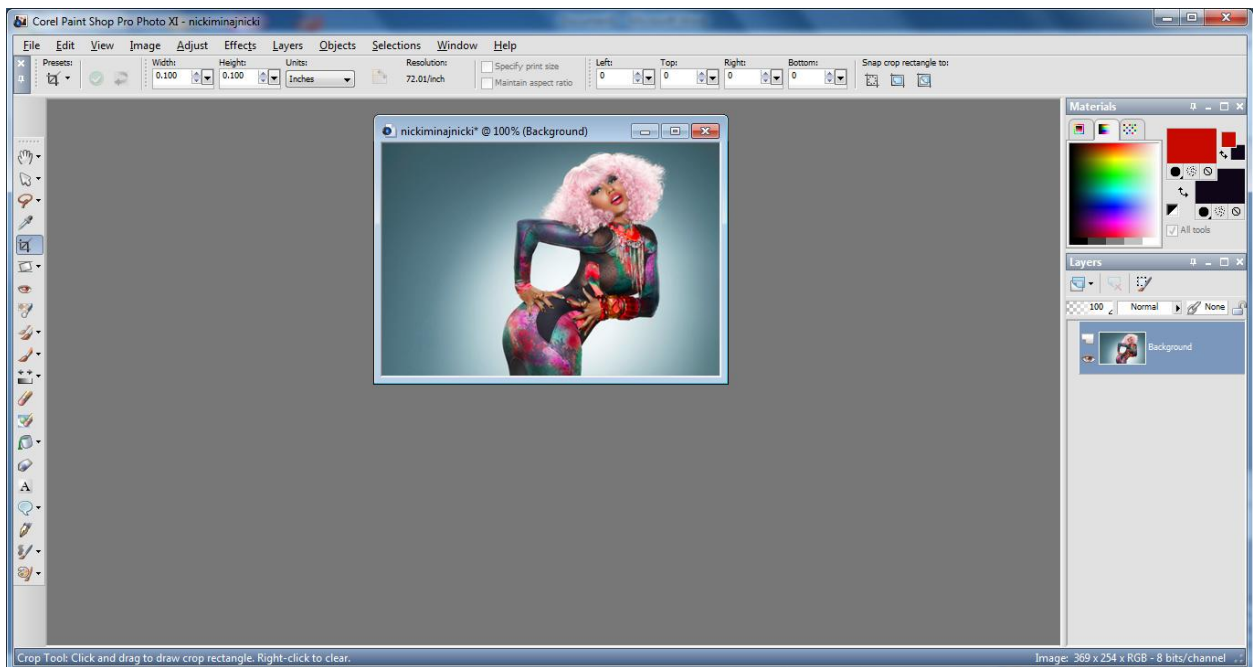 Corel Paint Shop Pro Photo XI - nickiminajnicki
File Edit View Image Adjust Effects Layers Objects Selections Window Help
Presets: Width: Height: Units: Resolution: Specify print size Left: Top: Right: Bottom: Snap crop rectangle to:
0.100 0.100 Inches 72.01/inch Maintain aspect ratio 0 0 0 0
nickiminajnicki* @ 100% (Background)
Materials
All tools
Layers
100 Normal None
Background
A
Crop Tool: Click and drag to draw crop rectangle. Right-click to clear.
Image: 369 x 254 x RGB - 8 bits/channel